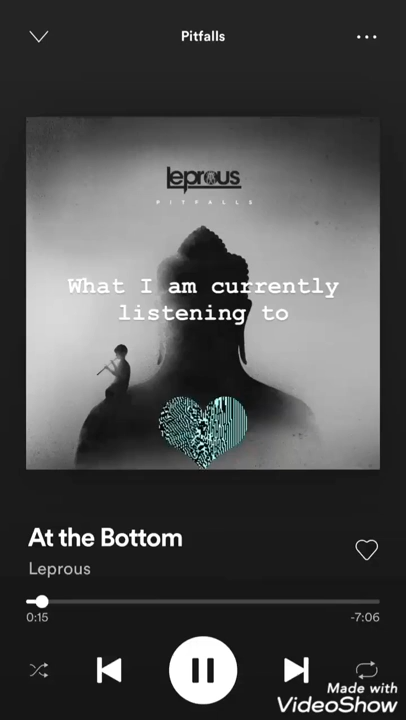 Pitfalls
leprous
PITFALLS
What I am currently
listening to
At the Bottom
Leprous
0:15
-7:06
Made with
VideoShow